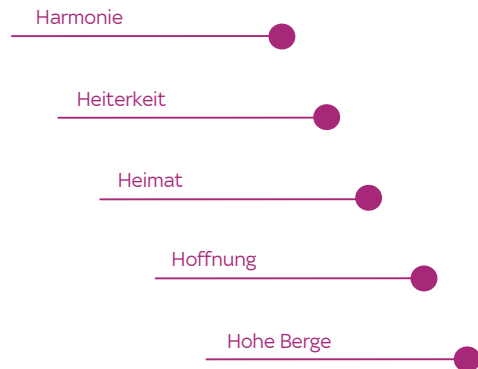 Harmonie
Heiterkeit
Heimat
Hoffnung
Hohe Berge